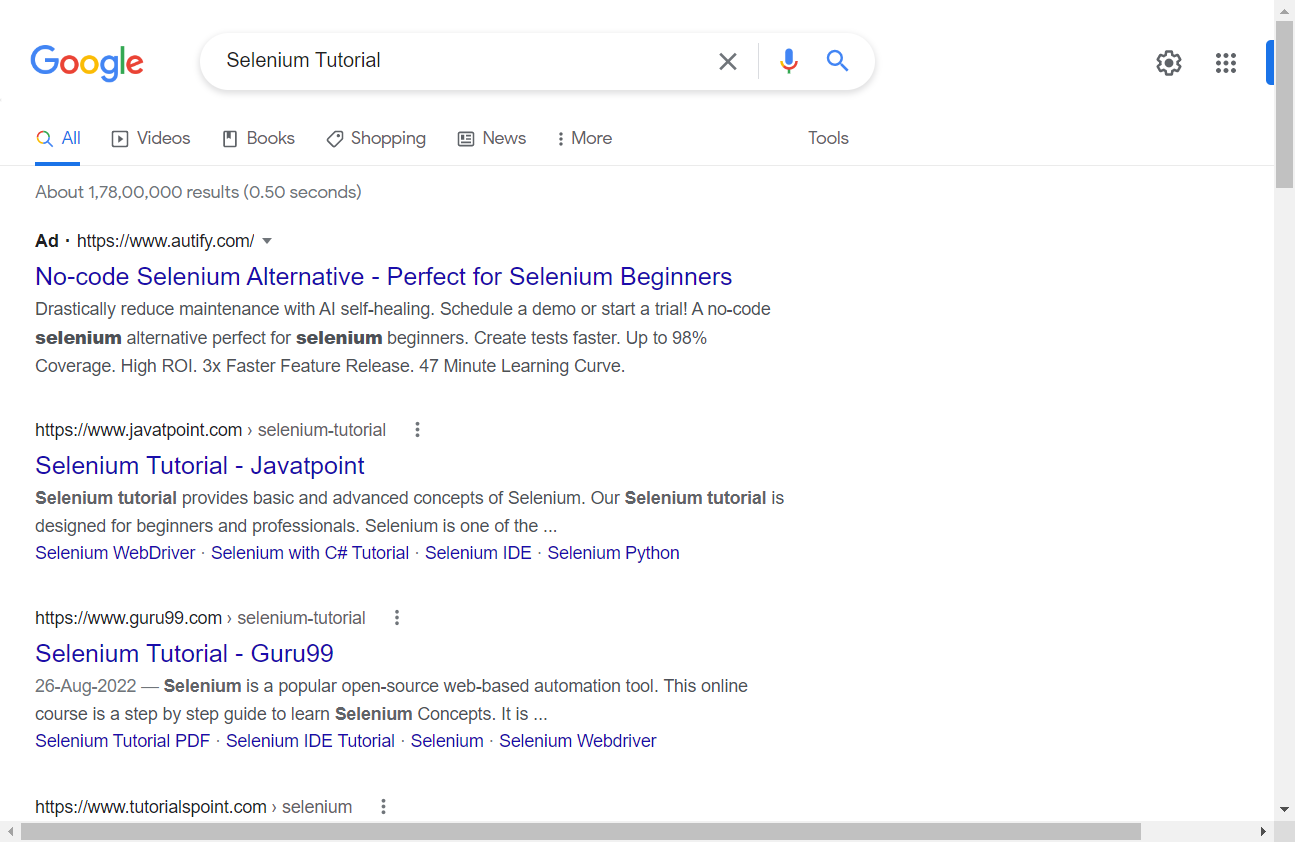 Google
Selenium Tutorial
All Videos Books Shopping News More Tools
About 1,78,00,000 results (0.50 seconds)
Ad · https://www.autify.com/
No-code Selenium Alternative - Perfect for Selenium Beginners
Drastically reduce maintenance with AI self-healing. Schedule a demo or start a trial! A no-code
selenium alternative perfect for selenium beginners. Create tests faster. Up to 98%
Coverage. High ROI. 3x Faster Feature Release. 47 Minute Learning Curve.
https://www.javatpoint.com › selenium-tutorial
Selenium Tutorial - Javatpoint
Selenium tutorial provides basic and advanced concepts of Selenium. Our Selenium tutorial is
designed for beginners and professionals. Selenium is one of the ...
Selenium WebDriver · Selenium with C# Tutorial · Selenium IDE · Selenium Python
https://www.guru99.com › selenium-tutorial
Selenium Tutorial - Guru99
26-Aug-2022 — Selenium is a popular open-source web-based automation tool. This online
course is a step by step guide to learn Selenium Concepts. It is ...
Selenium Tutorial PDF · Selenium IDE Tutorial · Selenium · Selenium Webdriver
https://www.tutorialspoint.com › selenium